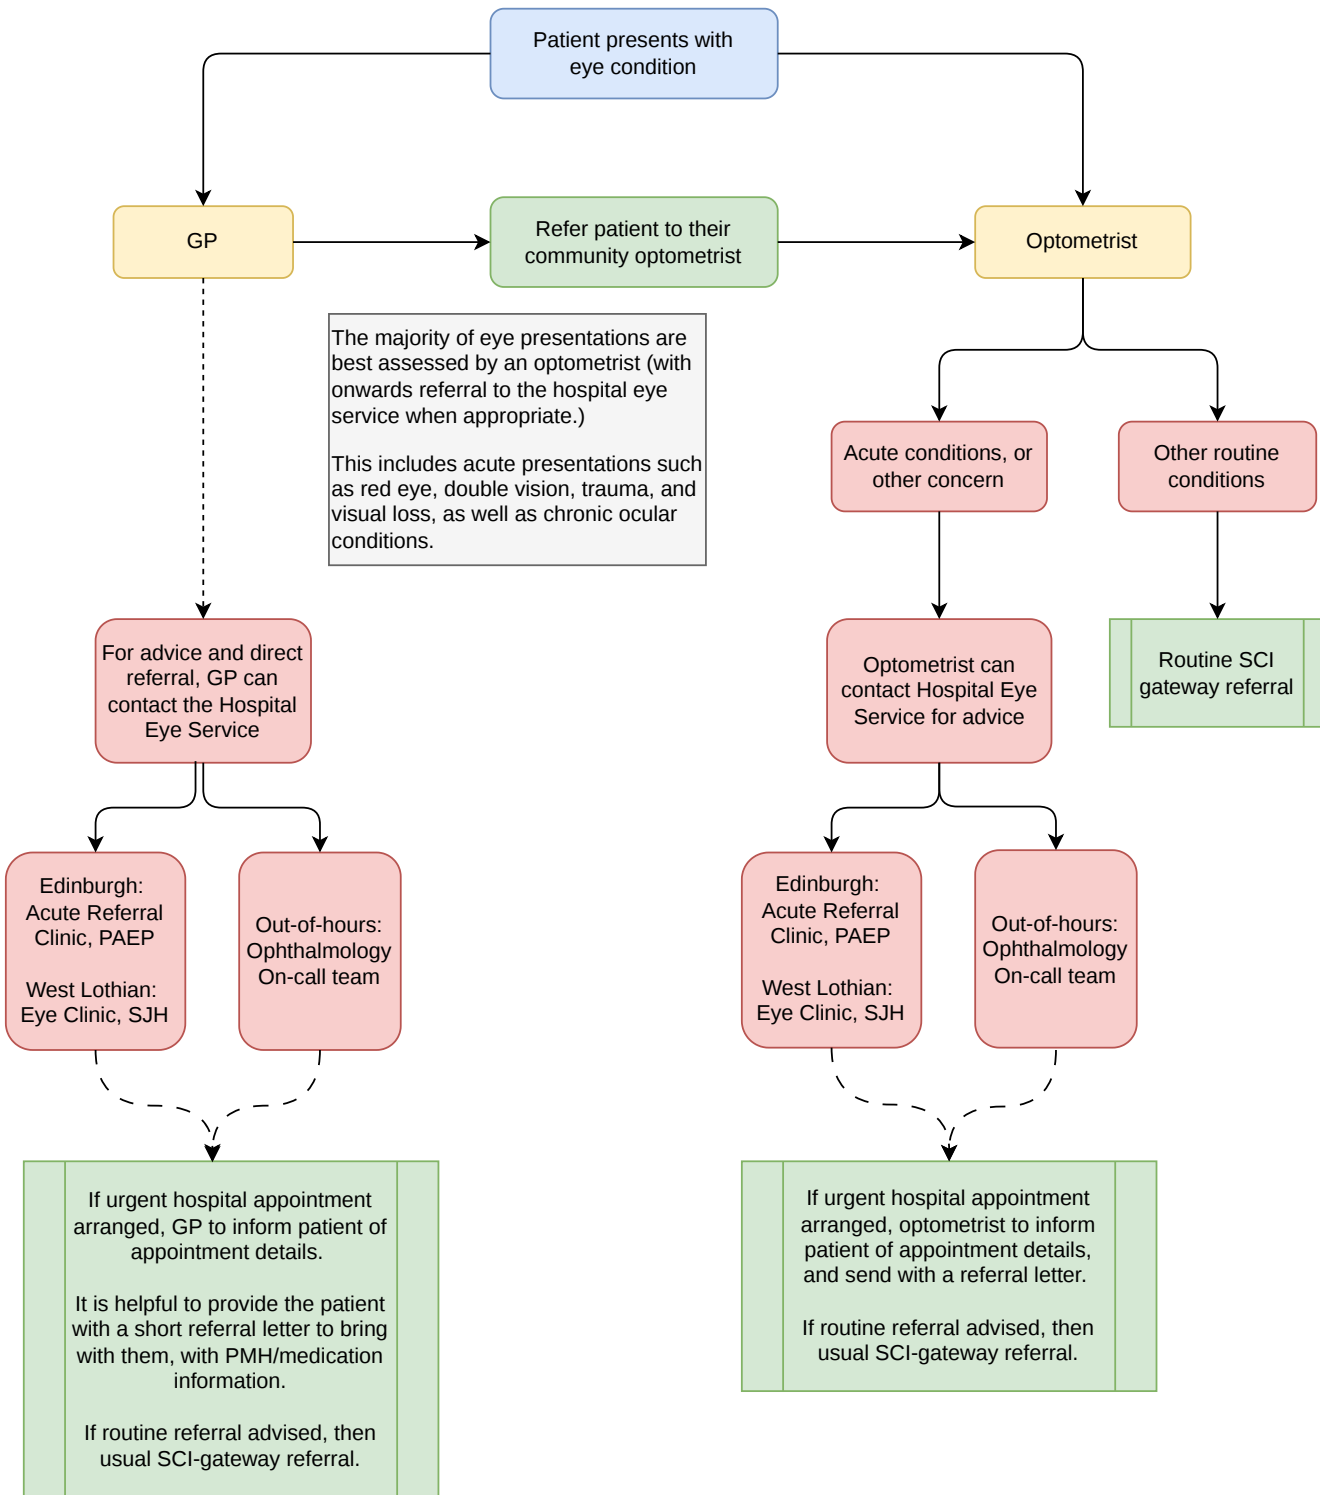 Patient presents with
eye condition
GP
Refer patient to their
community optometrist
Optometrist
The majority of eye presentations are
best assessed by an optometrist (with
onwards referral to the hospital eye
service when appropriate.)
This includes acute presentations such
as red eye, double vision, trauma, and
visual loss, as well as chronic ocular
conditions.
Acute conditions, or
other concern
Other routine
conditions
For advice and direct
referral, GP can
contact the Hospital
Eye Service
Optometrist can
contact Hospital Eye
Service for advice
Routine SCI
gateway referral
Edinburgh:
Acute Referral
Clinic, PAEP
West Lothian:
Eye Clinic, SJH
Out-of-hours:
Ophthalmology
On-call team
Edinburgh:
Acute Referral
Clinic, PAEP
West Lothian:
Eye Clinic, SJH
Out-of-hours:
Ophthalmology
On-call team
If urgent hospital appointment
arranged, GP to inform patient of
appointment details.
It is helpful to provide the patient
with a short referral letter to bring
with them, with PMH/medication
information.
If routine referral advised, then
usual SCI-gateway referral.
If urgent hospital appointment
arranged, optometrist to inform
patient of appointment details,
and send with a referral letter.
If routine referral advised, then
usual SCI-gateway referral.